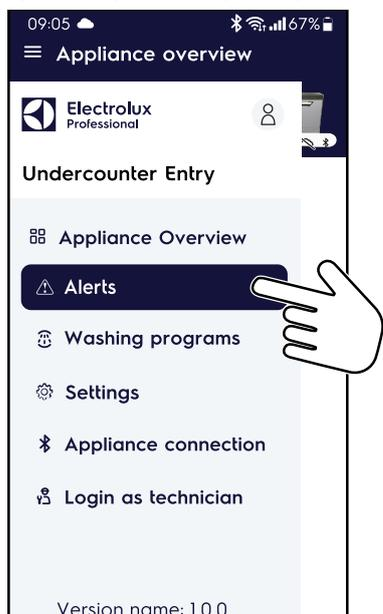 09:05 67%
Appliance overview
Electrolux
Professional
Undercounter Entry
Appliance Overview
Alerts
Washing programs
Settings
Appliance connection
Login as technician
Version name: 1.0.0